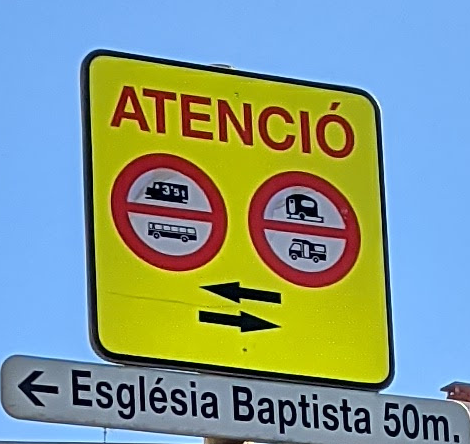 ATENCIÓ
3'5t
Església Baptista 50m.